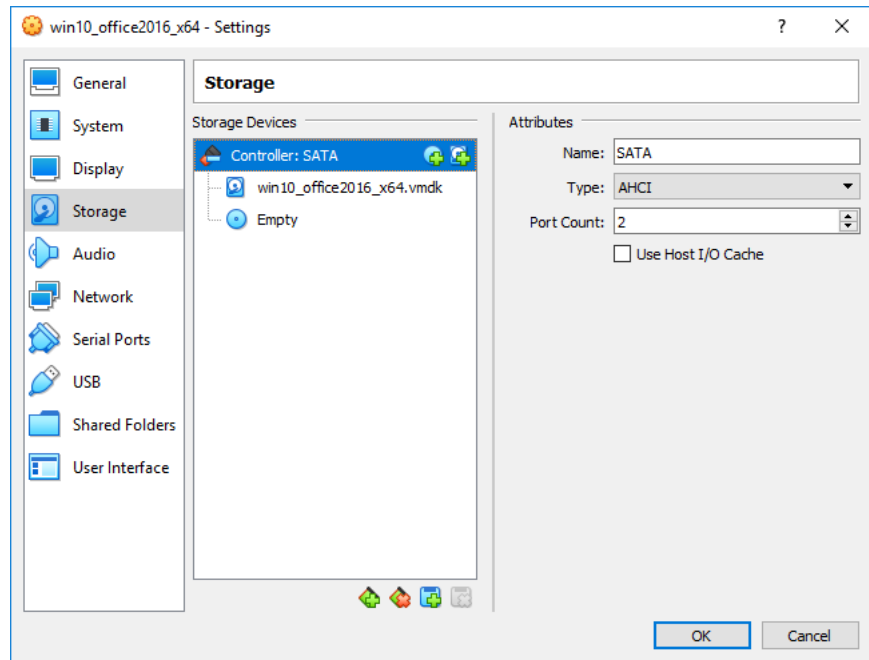 win10_office2016_x64 - Settings
?
General
System
Display
Storage
Audio
Network
Serial Ports
USB
Shared Folders
User Interface
Storage
Storage Devices
Controller: SATA
win10_office2016_x64.vmdk
Empty
Attributes
Name: SATA
Type: AHCI
Port Count: 2
Use Host I/O Cache
OK
Cancel